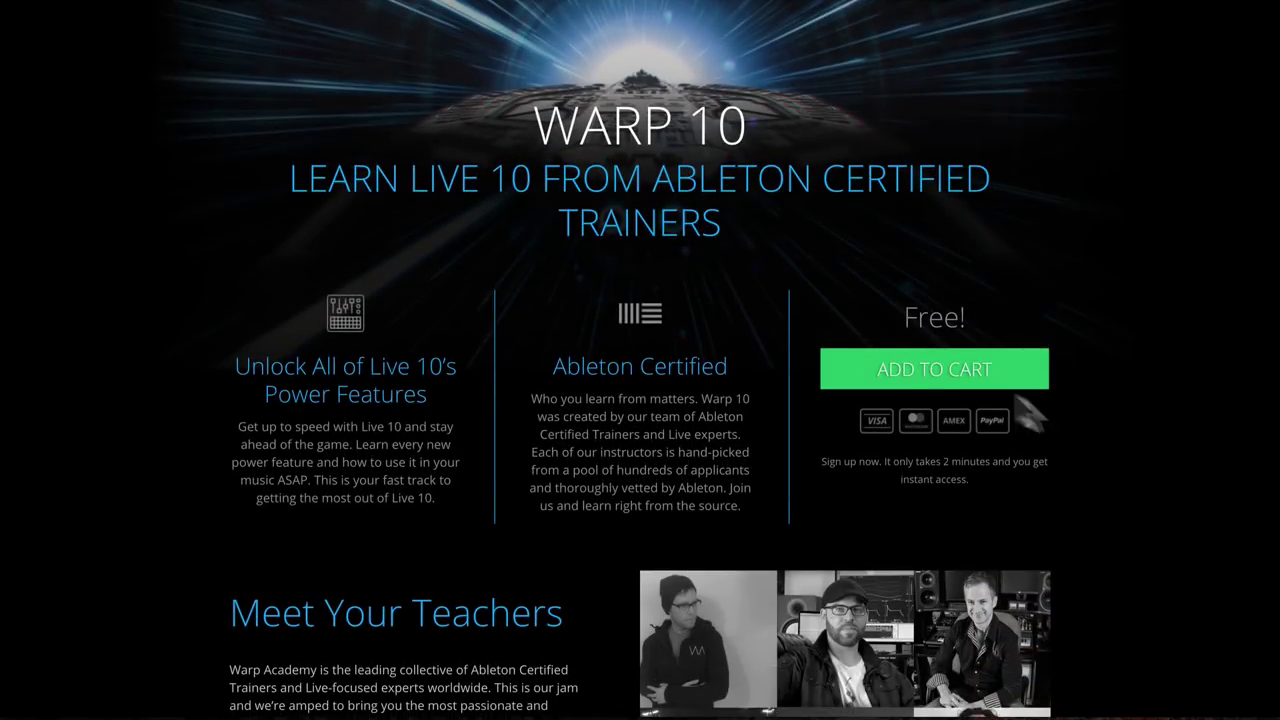 WARP 10
LEARN LIVE 10 FROM ABLETON CERTIFIED
TRAINERS
Unlock All of Live 10's
Power Features
Get up to speed with Live 10 and stay
ahead of the game. Learn every new
power feature and how to use it in your
music ASAP. This is your fast track to
getting the most out of Live 10.
Ableton Certified
Who you learn from matters. Warp 10
was created by our team of Ableton
Certified Trainers and Live experts.
Each of our instructors is hand-picked
from a pool of hundreds of applicants
and thoroughly vetted by Ableton. Join
us and learn right from the source.
Free!
ADD TO CART
VISA
AMEX
PayPal
Sign up now. It only takes 2 minutes and you get
instant access.
Meet Your Teachers
Warp Academy is the leading collective of Ableton Certified
Trainers and Live-focused experts worldwide. This is our jam
and we're amped to bring you the most passionate and